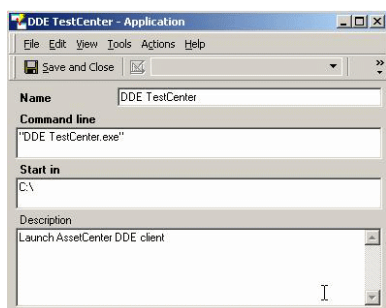 DDE TestCenter - Application
File Edit View Tools Actions Help
Save and Close
Name DDE TestCenter
Command line
"DDE TestCenter.exe"
Start in
C:\
Description
Launch AssetCenter DDE client